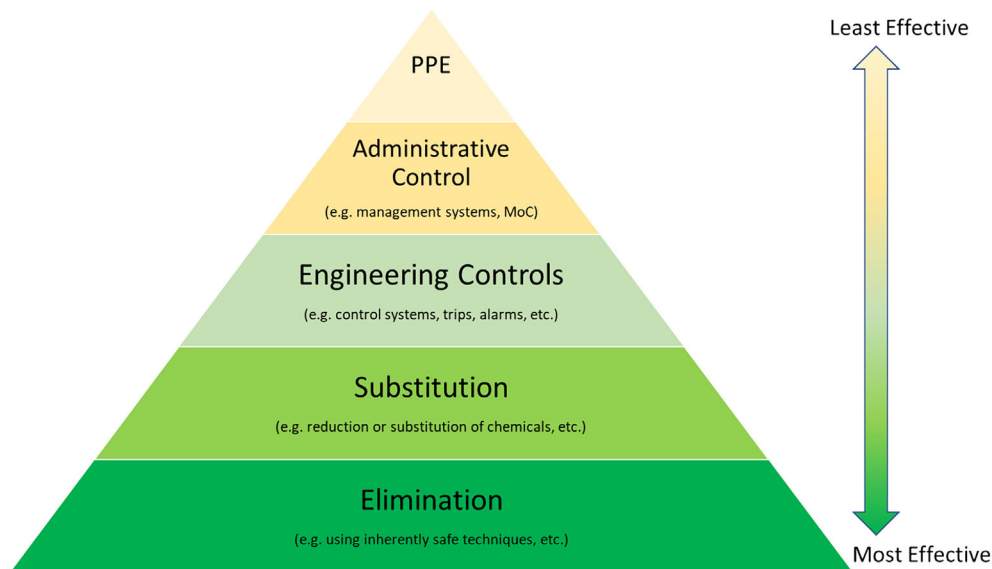 Least Effective
PPE
Administrative
Control
(e.g. management systems, MoC)
Engineering Controls
(e.g. control systems, trips, alarms, etc.)
Substitution
(e.g. reduction or substitution of chemicals, etc.)
Elimination
(e.g. using inherently safe techniques, etc.)
Most Effective